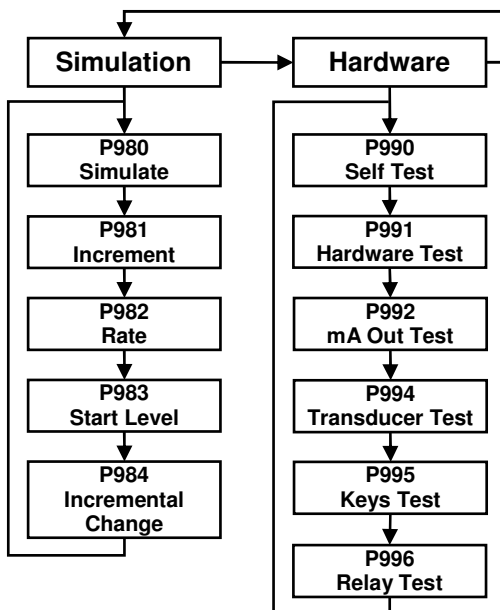 Simulation
Hardware
P980
Simulate
P981
Increment
P982
Rate
P983
Start Level
P984
Incremental
Change
P990
Self Test
P991
Hardware Test
P992
mA Out Test
P994
Transducer Test
P995
Keys Test
P996
Relay Test